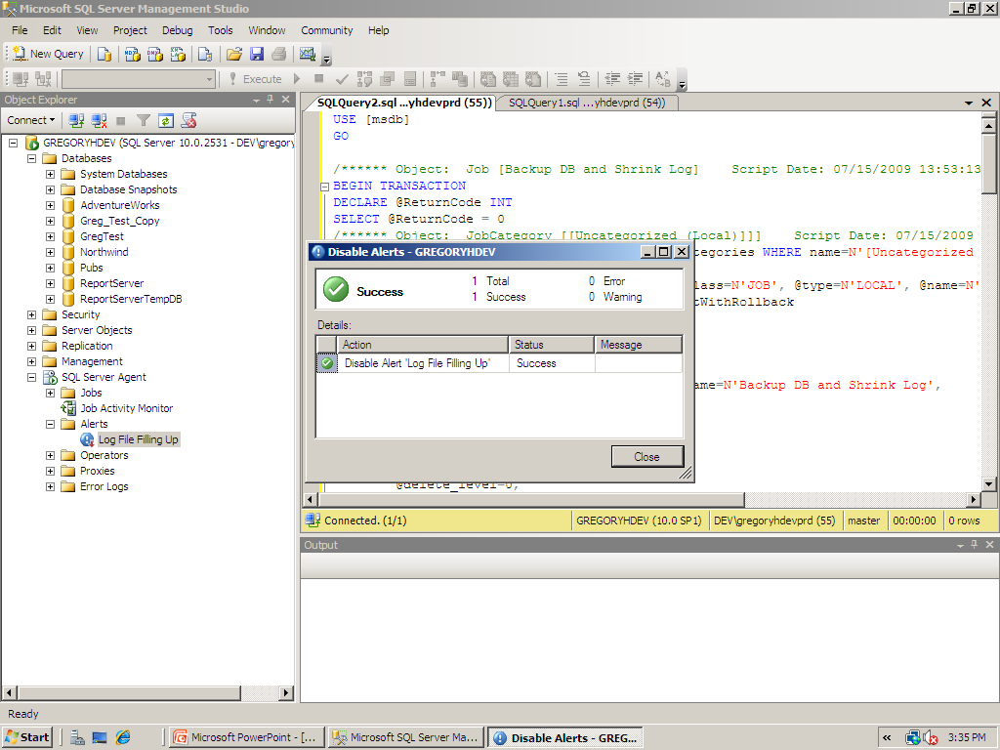 Microsoft SQL Server Management Studio
File Edit View Project Debug Tools Window Community Help
New Query
Execute
Object Explorer
Connect
GREGORYHDEV (SQL Server 10.0.2531 - DEV\gregory
Databases
System Databases
Database Snapshots
AdventureWorks
Greg_Test_Copy
GregTest
Northwind
Pubs
ReportServer
ReportServerTempDB
Security
Server Objects
Replication
Management
SQL Server Agent
Jobs
Job Activity Monitor
Alerts
Log File Filling Up
Operators
Proxies
Error Logs
SQLQuery2.sql ...yhdevprd (55)) SQLQuery1.sql ...yhdevprd (54))
USE [msdb]
GO
/****** Object:  Job [Backup DB and Shrink Log]    Script Date: 07/15/2009 13:53:13
BEGIN TRANSACTION
DECLARE @ReturnCode INT
SELECT @ReturnCode = 0
/****** Object:  JobCategory [[Uncategorized (Local)]]]    Script Date: 07/15/2009
tegories WHERE name=N'[Uncategorized
lass=N'JOB', @type=N'LOCAL', @name=N'
tWithRollback
ame=N'Backup DB and Shrink Log',
@delete_level=0,
Disable Alerts - GREGORYHDEV
Success
1 Total 0 Error
1 Success 0 Warning
Details:
Action Status Message
Disable Alert 'Log File Filling Up' Success
Close
Connected. (1/1) GREGORYHDEV (10.0 SP1) DEV\gregoryhdevprd (55) master 00:00:00 0 rows
Output
Ready
Start Microsoft PowerPoint - [... Microsoft SQL Server Ma... Disable Alerts - GREG... 3:35 PM